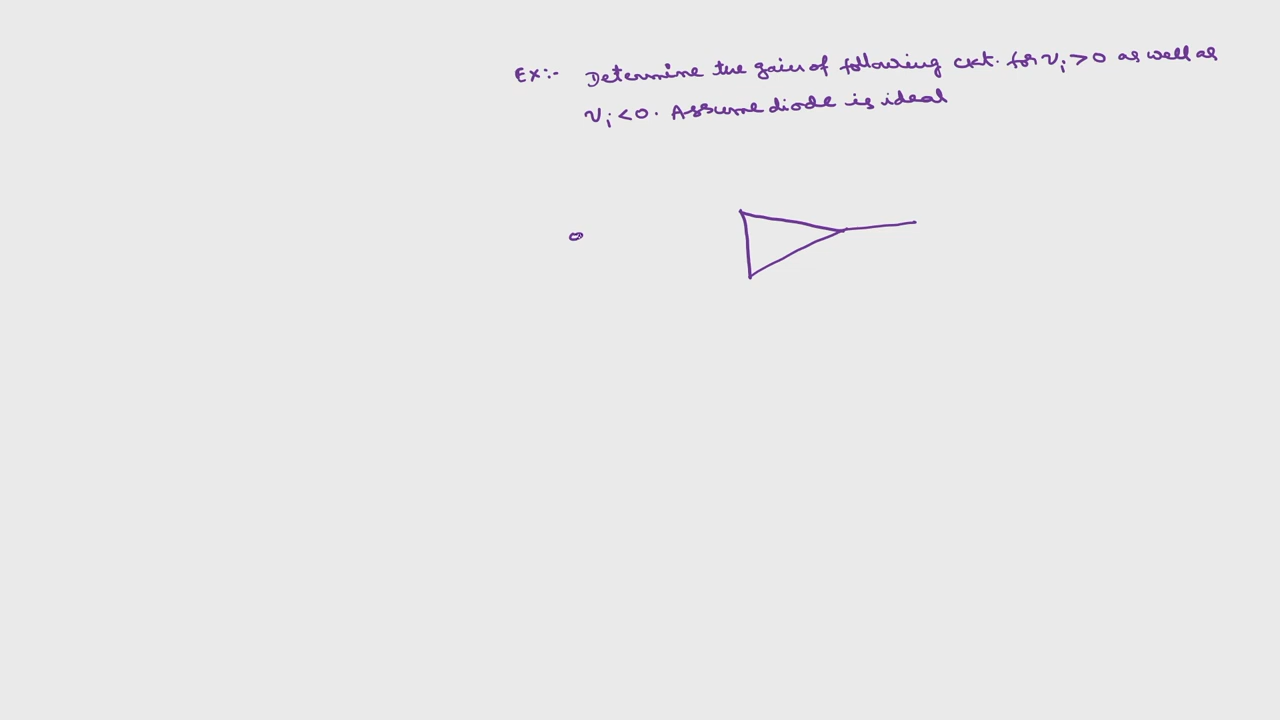 Ex:- Determine the gain of following ckt. for vi > 0 as well as
vi < 0. Assume diode is ideal